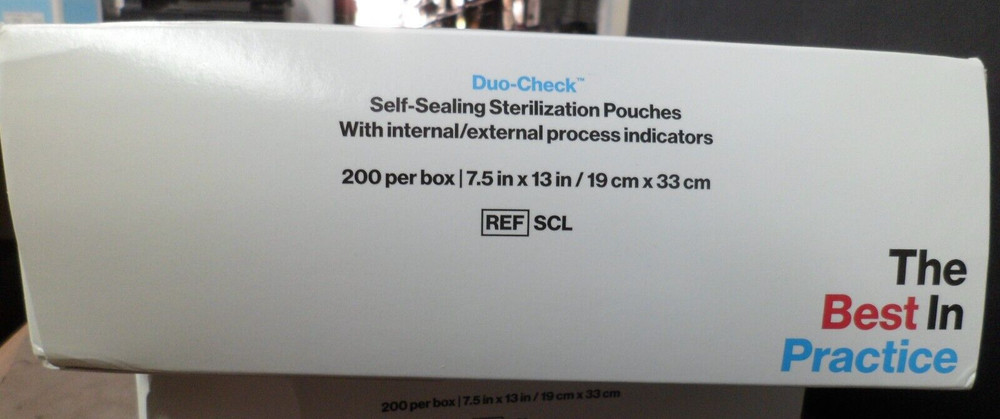 Duo-Check™
Self-Sealing Sterilization Pouches
With internal/external process indicators
200 per box | 7.5 in x 13 in / 19 cm x 33 cm
REF SCL
The
Best In
Practice
200 per box | 7.5 in x 13 in / 19 cm x 33 cm